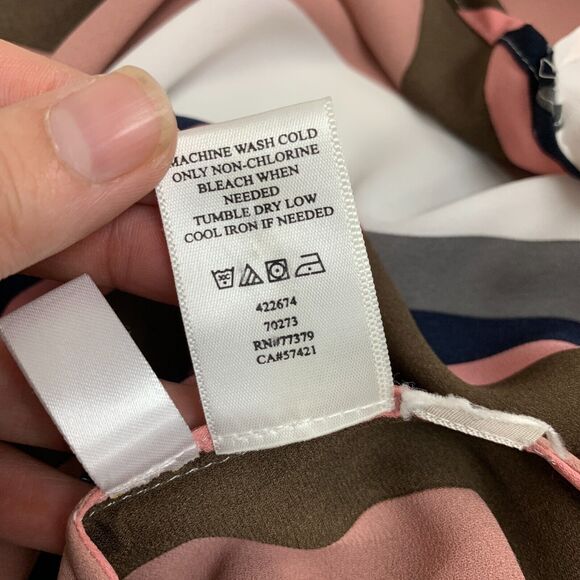 MACHINE WASH COLD
ONLY NON-CHLORINE
BLEACH WHEN
NEEDED
TUMBLE DRY LOW
COOL IRON IF NEEDED
422674
70273
RN#77379
CA#57421